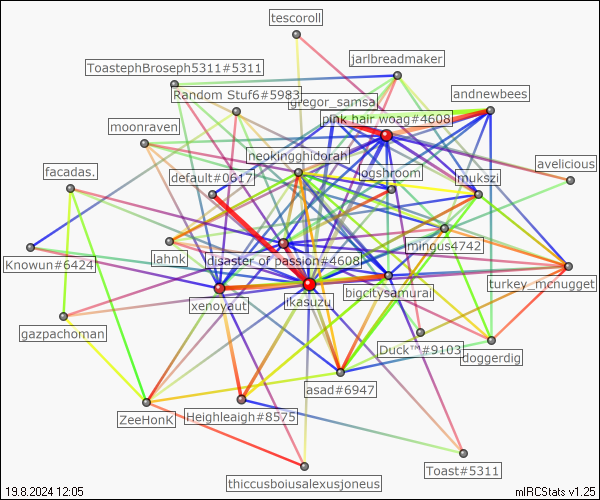 tescoroll
jarlbreadmaker
ToastephBroseph5311#5311
Random Stuf6#5983
gregor_samsa
andnewbees
pink hair woag#4608
moonraven
neokingghidorah
facadas.
default#0617
ogshroom
mukszi
avelicious
mingus4742
Knowun#6424
lahnk
disaster of passion#4608
turkey_mcnugget
xenoyaut
ikasuzu
bigcitysamurai
gazpachoman
Duck™#9103
doggerdig
asad#6947
ZeeHonK
Heighleagh#8575
thiccusboiusalexusjoneus
Toast#5311
19.8.2024 12:05
mIRCStats v1.25